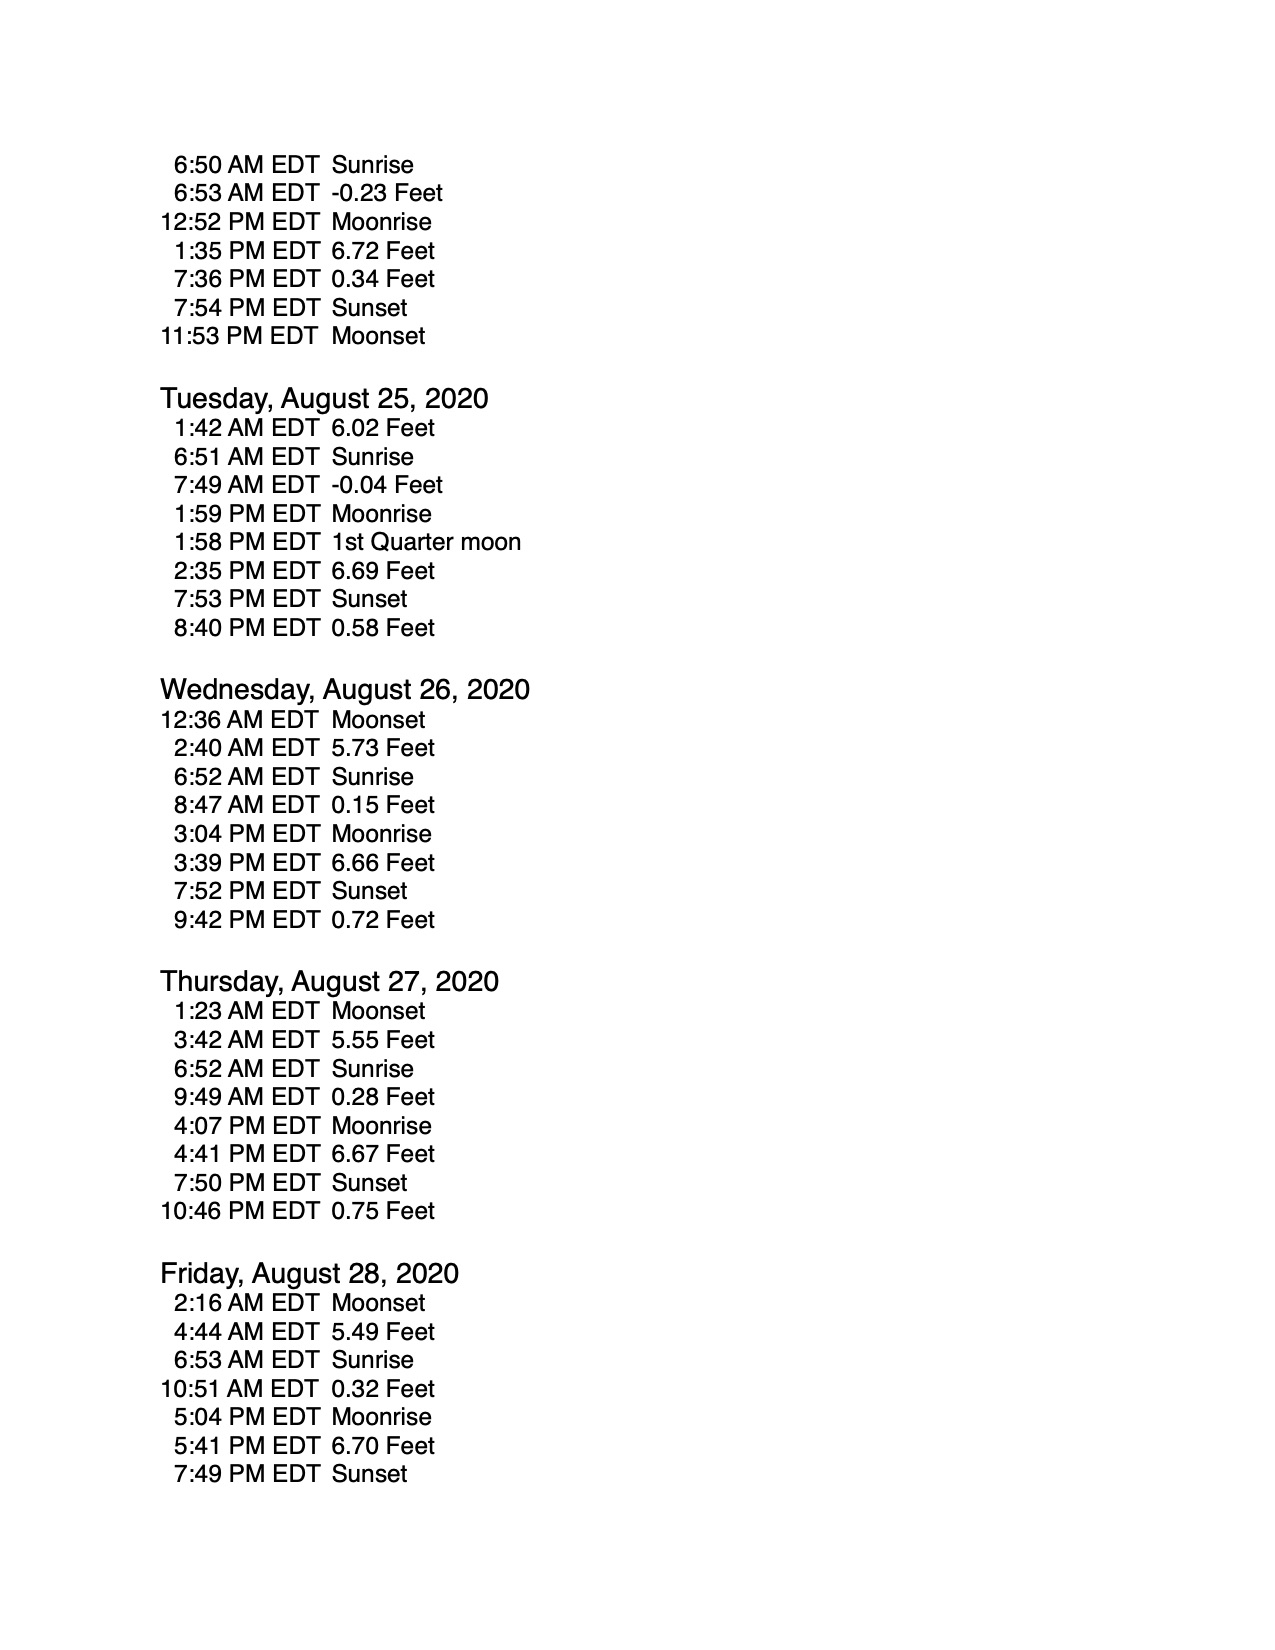 6:50 AM EDT Sunrise
6:53 AM EDT -0.23 Feet
12:52 PM EDT Moonrise
1:35 PM EDT 6.72 Feet
7:36 PM EDT 0.34 Feet
7:54 PM EDT Sunset
11:53 PM EDT Moonset
Tuesday, August 25, 2020
1:42 AM EDT 6.02 Feet
6:51 AM EDT Sunrise
7:49 AM EDT -0.04 Feet
1:59 PM EDT Moonrise
1:58 PM EDT 1st Quarter moon
2:35 PM EDT 6.69 Feet
7:53 PM EDT Sunset
8:40 PM EDT 0.58 Feet
Wednesday, August 26, 2020
12:36 AM EDT Moonset
2:40 AM EDT 5.73 Feet
6:52 AM EDT Sunrise
8:47 AM EDT 0.15 Feet
3:04 PM EDT Moonrise
3:39 PM EDT 6.66 Feet
7:52 PM EDT Sunset
9:42 PM EDT 0.72 Feet
Thursday, August 27, 2020
1:23 AM EDT Moonset
3:42 AM EDT 5.55 Feet
6:52 AM EDT Sunrise
9:49 AM EDT 0.28 Feet
4:07 PM EDT Moonrise
4:41 PM EDT 6.67 Feet
7:50 PM EDT Sunset
10:46 PM EDT 0.75 Feet
Friday, August 28, 2020
2:16 AM EDT Moonset
4:44 AM EDT 5.49 Feet
6:53 AM EDT Sunrise
10:51 AM EDT 0.32 Feet
5:04 PM EDT Moonrise
5:41 PM EDT 6.70 Feet
7:49 PM EDT Sunset